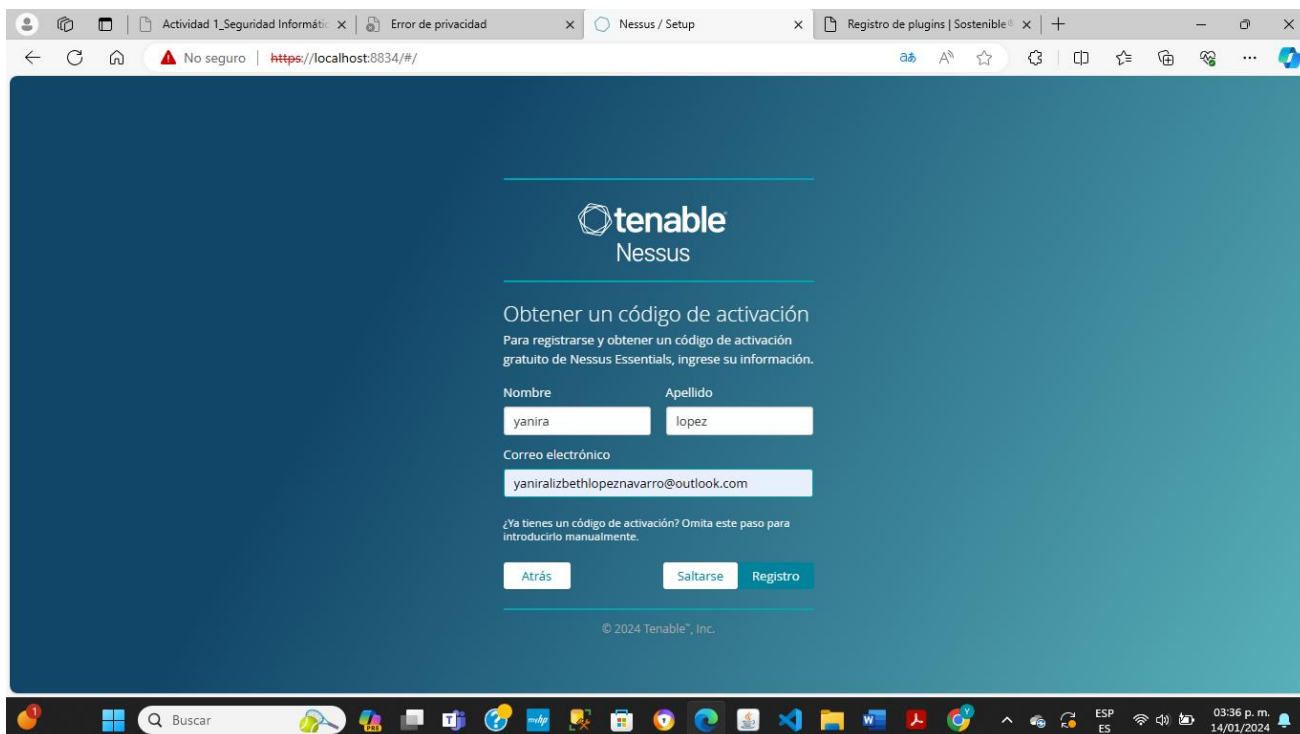 Actividad 1_Seguridad Informátic
Error de privacidad
Nessus / Setup
Registro de plugins | Sostenible®
No seguro | https://localhost:8834/#/
tenable
Nessus
Obtener un código de activación
Para registrarse y obtener un código de activación
gratuito de Nessus Essentials, ingrese su información.
Nombre
Apellido
yanira
lopez
Correo electrónico
yaniralizbethlopeznavarro@outlook.com
¿Ya tienes un código de activación? Omita este paso para
introducirlo manualmente.
Atrás
Saltarse
Registro
© 2024 Tenable™, Inc.
1
Buscar
PRE
myhp
ESP
ES
03:36 p. m.
14/01/2024